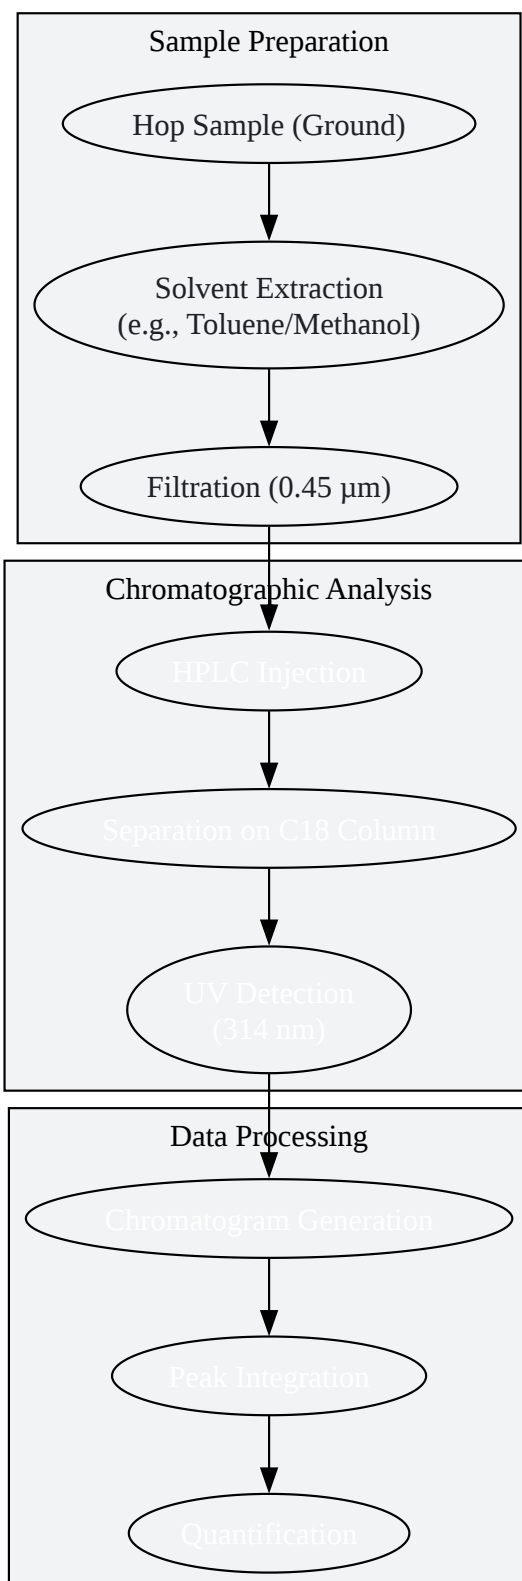 Sample Preparation
Hop Sample (Ground)
Solvent Extraction
(e.g., Toluene/Methanol)
Filtration (0.45 µm)
Chromatographic Analysis
HPLC Injection
Separation on C18 Column
UV Detection
(314 nm)
Data Processing
Chromatogram Generation
Peak Integration
Quantification